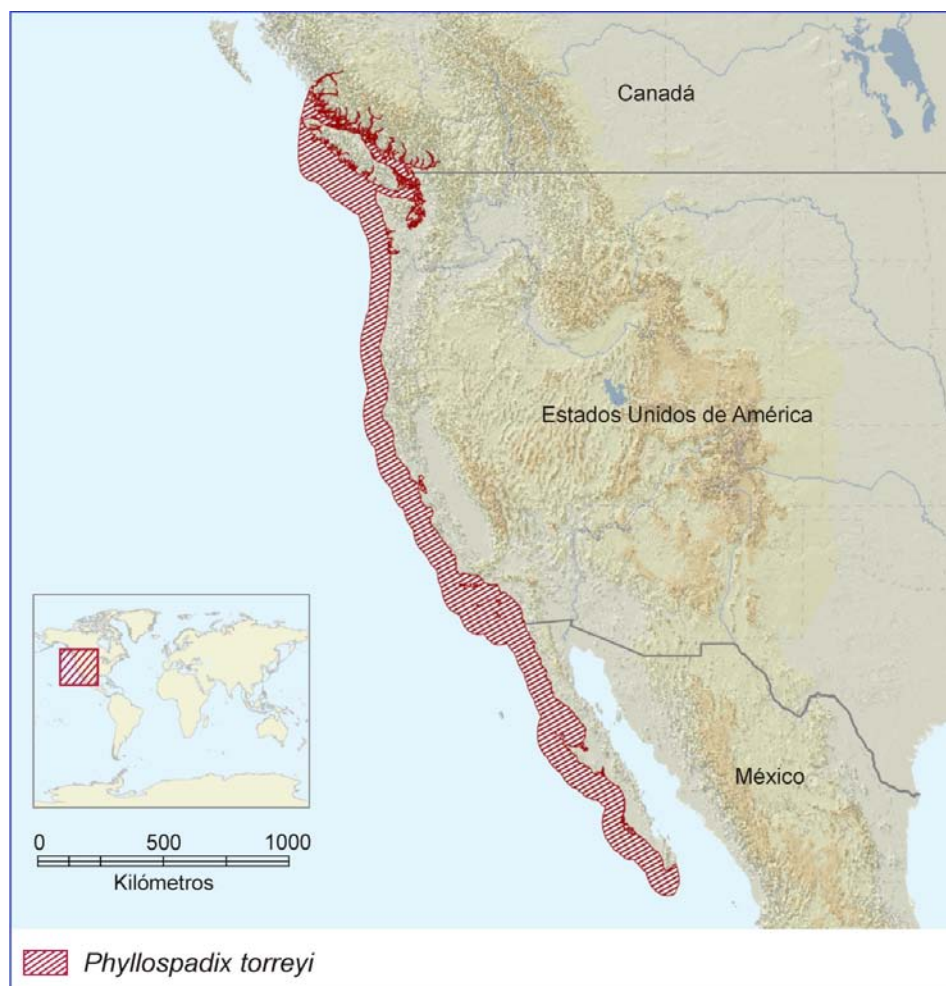 Canadá
Estados Unidos de América
México
0 500 1000
Kilómetros
Phyllospadix torreyi